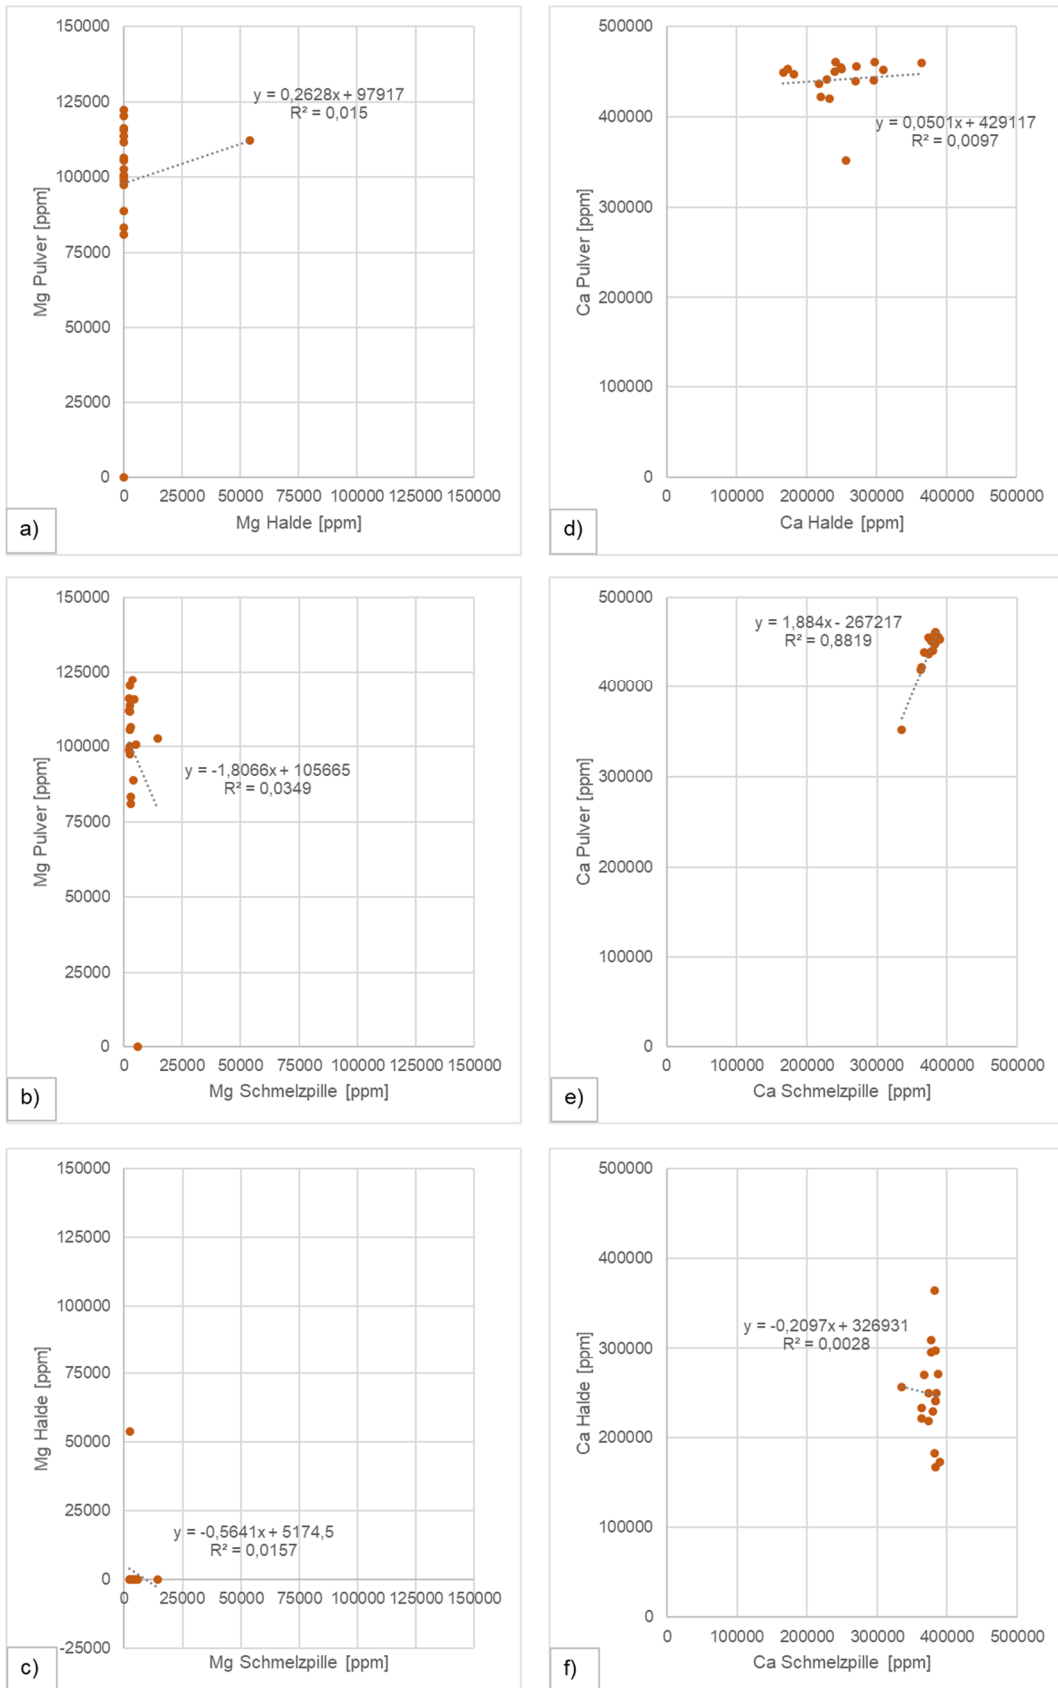 150000
125000
100000
75000
50000
25000
0
Mg Pulver [ppm]
y = 0,2628x + 97917
R² = 0,015
0 25000 50000 75000 100000 125000 150000
Mg Halde [ppm]
a)
500000
400000
300000
200000
100000
0
Ca Pulver [ppm]
y = 0,0501x + 429117
R² = 0,0097
0 100000 200000 300000 400000 500000
Ca Halde [ppm]
d)
150000
125000
100000
75000
50000
25000
0
Mg Pulver [ppm]
y = -1,8066x + 105665
R² = 0,0349
0 25000 50000 75000 100000 125000 150000
Mg Schmelzpille [ppm]
b)
500000
400000
300000
200000
100000
0
Ca Pulver [ppm]
y = 1,884x - 267217
R² = 0,8819
0 100000 200000 300000 400000 500000
Ca Schmelzpille [ppm]
e)
150000
125000
100000
75000
50000
25000
0
-25000
Mg Halde [ppm]
y = -0,5641x + 5174,5
R² = 0,0157
0 25000 50000 75000 100000 125000 150000
Mg Schmelzpille [ppm]
c)
500000
400000
300000
200000
100000
0
Ca Halde [ppm]
y = -0,2097x + 326931
R² = 0,0028
0 100000 200000 300000 400000 500000
Ca Schmelzpille [ppm]
f)